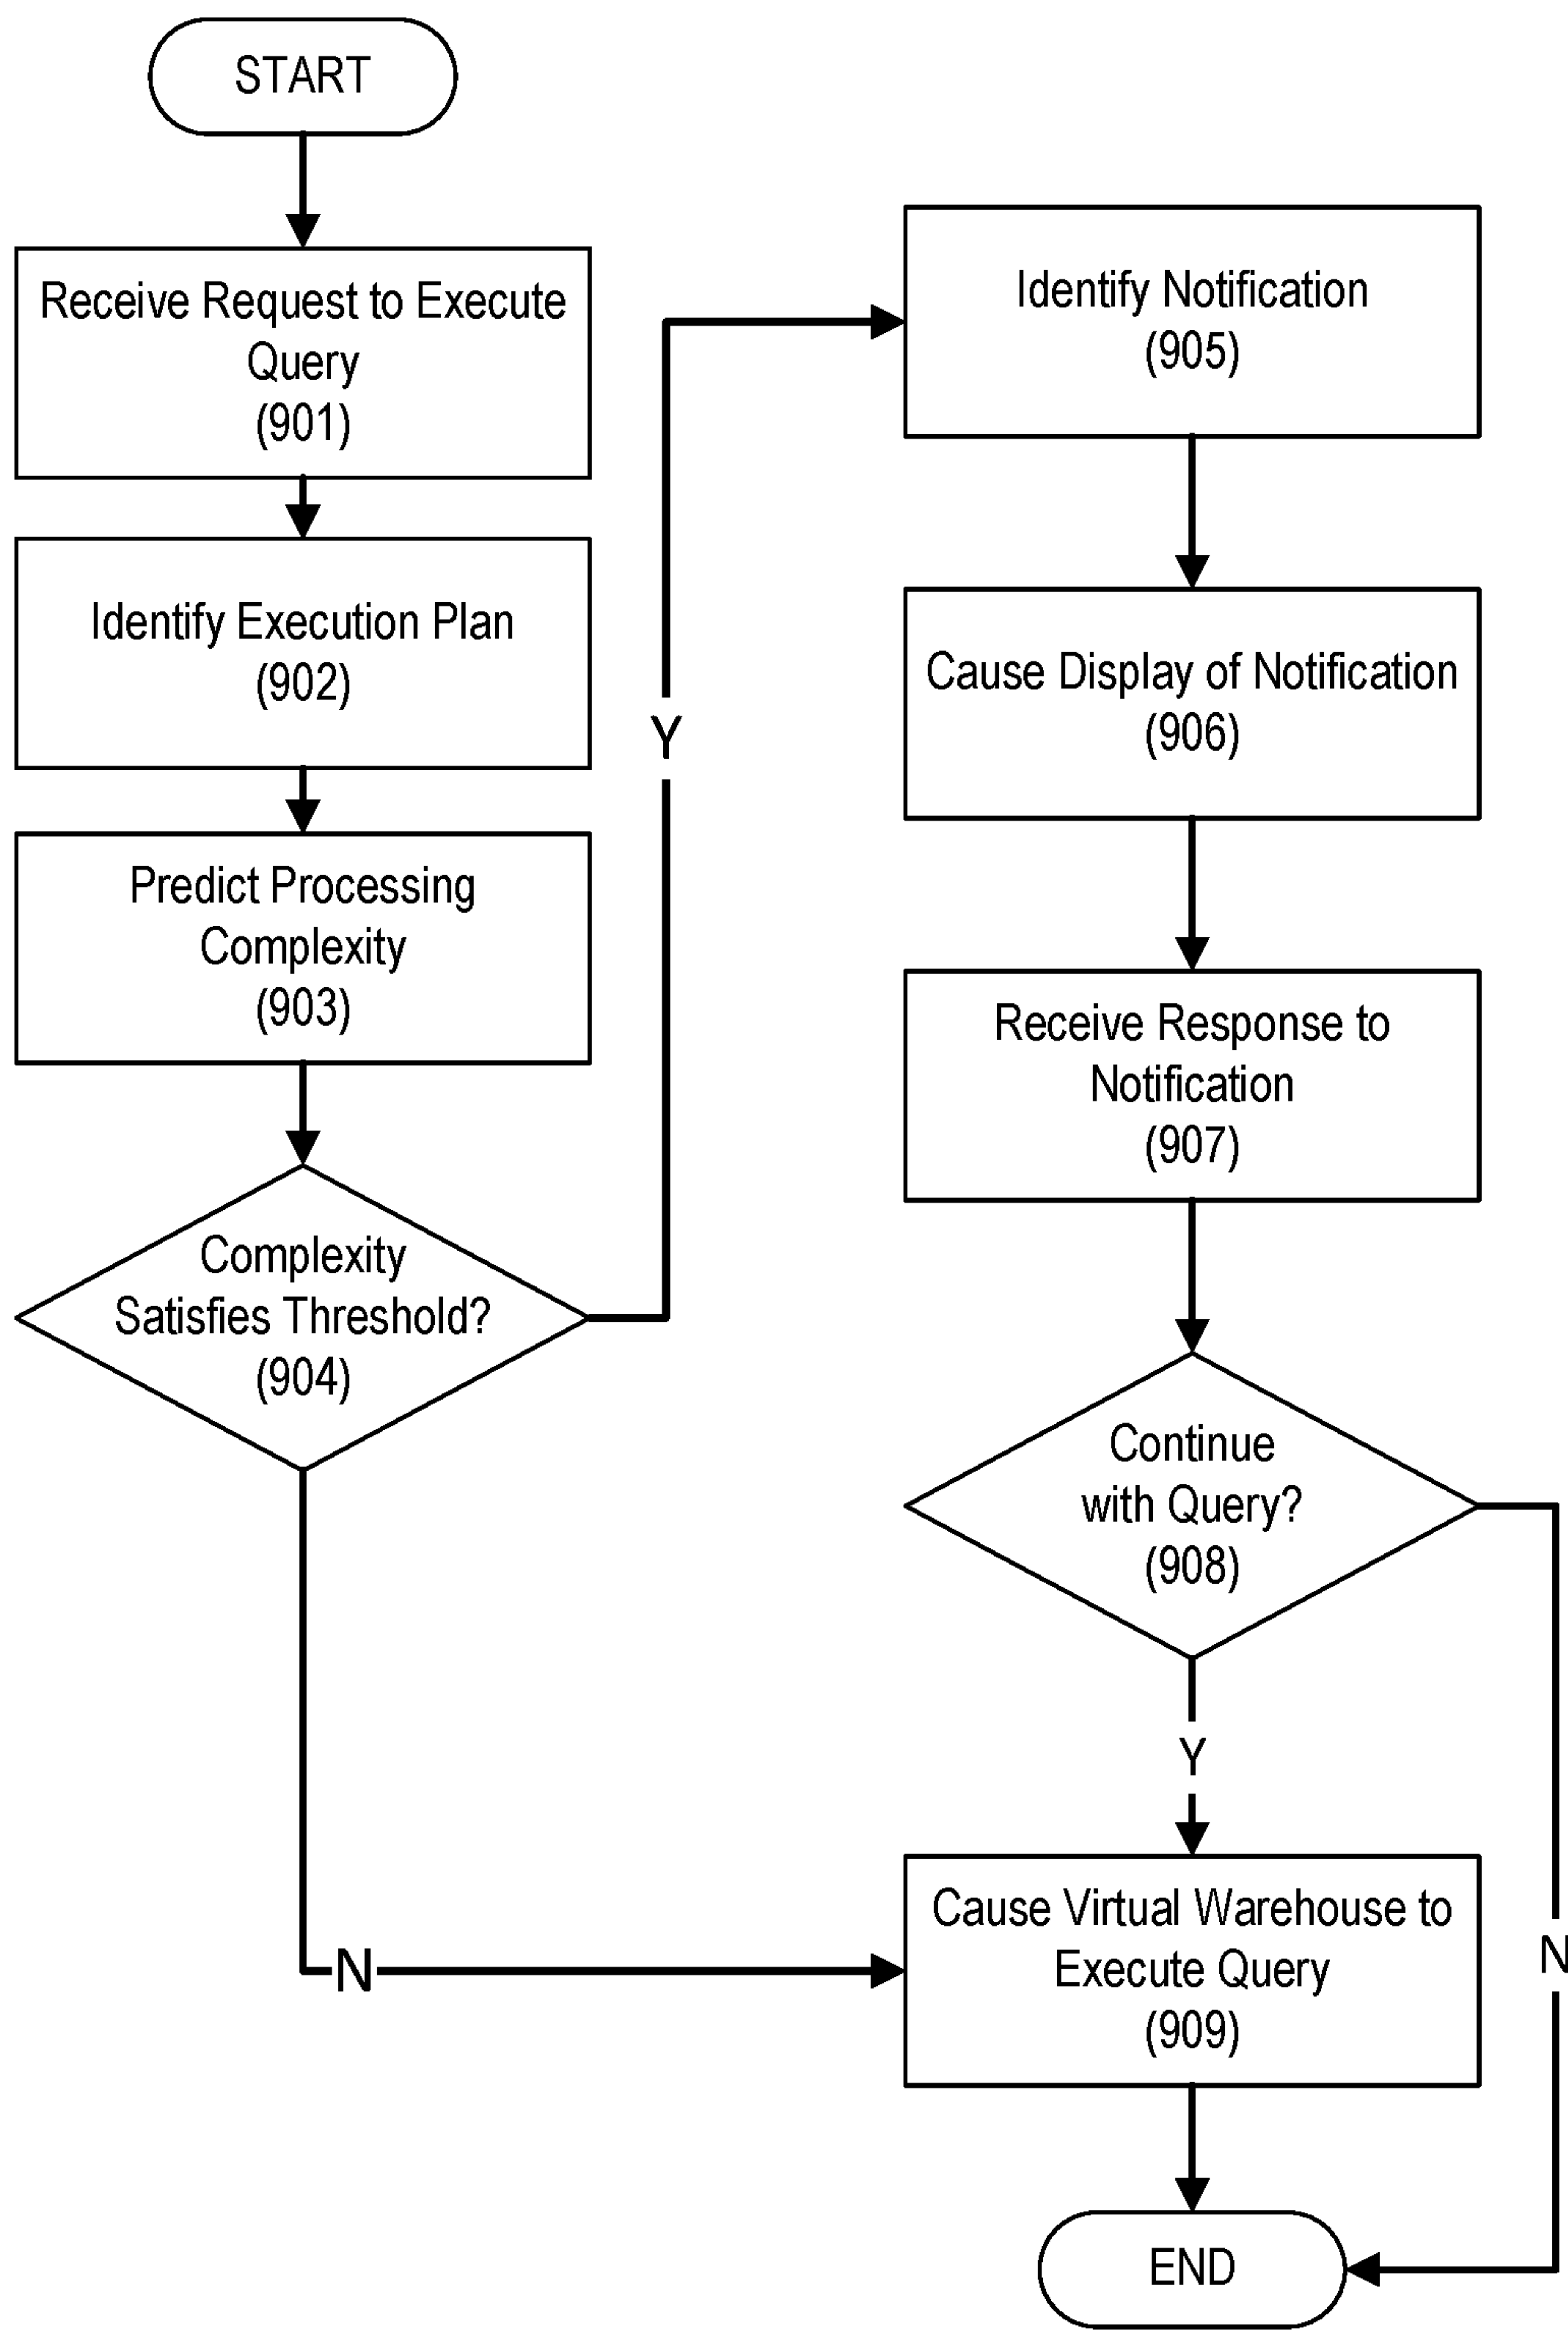 START
Receive Request to Execute
Query
(901)
Identify Execution Plan
(902)
Predict Processing
Complexity
(903)
Complexity
Satisfies Threshold?
(904)
Y
N
Identify Notification
(905)
Cause Display of Notification
(906)
Receive Response to
Notification
(907)
Continue
with Query?
(908)
Y
N
Cause Virtual Warehouse to
Execute Query
(909)
END